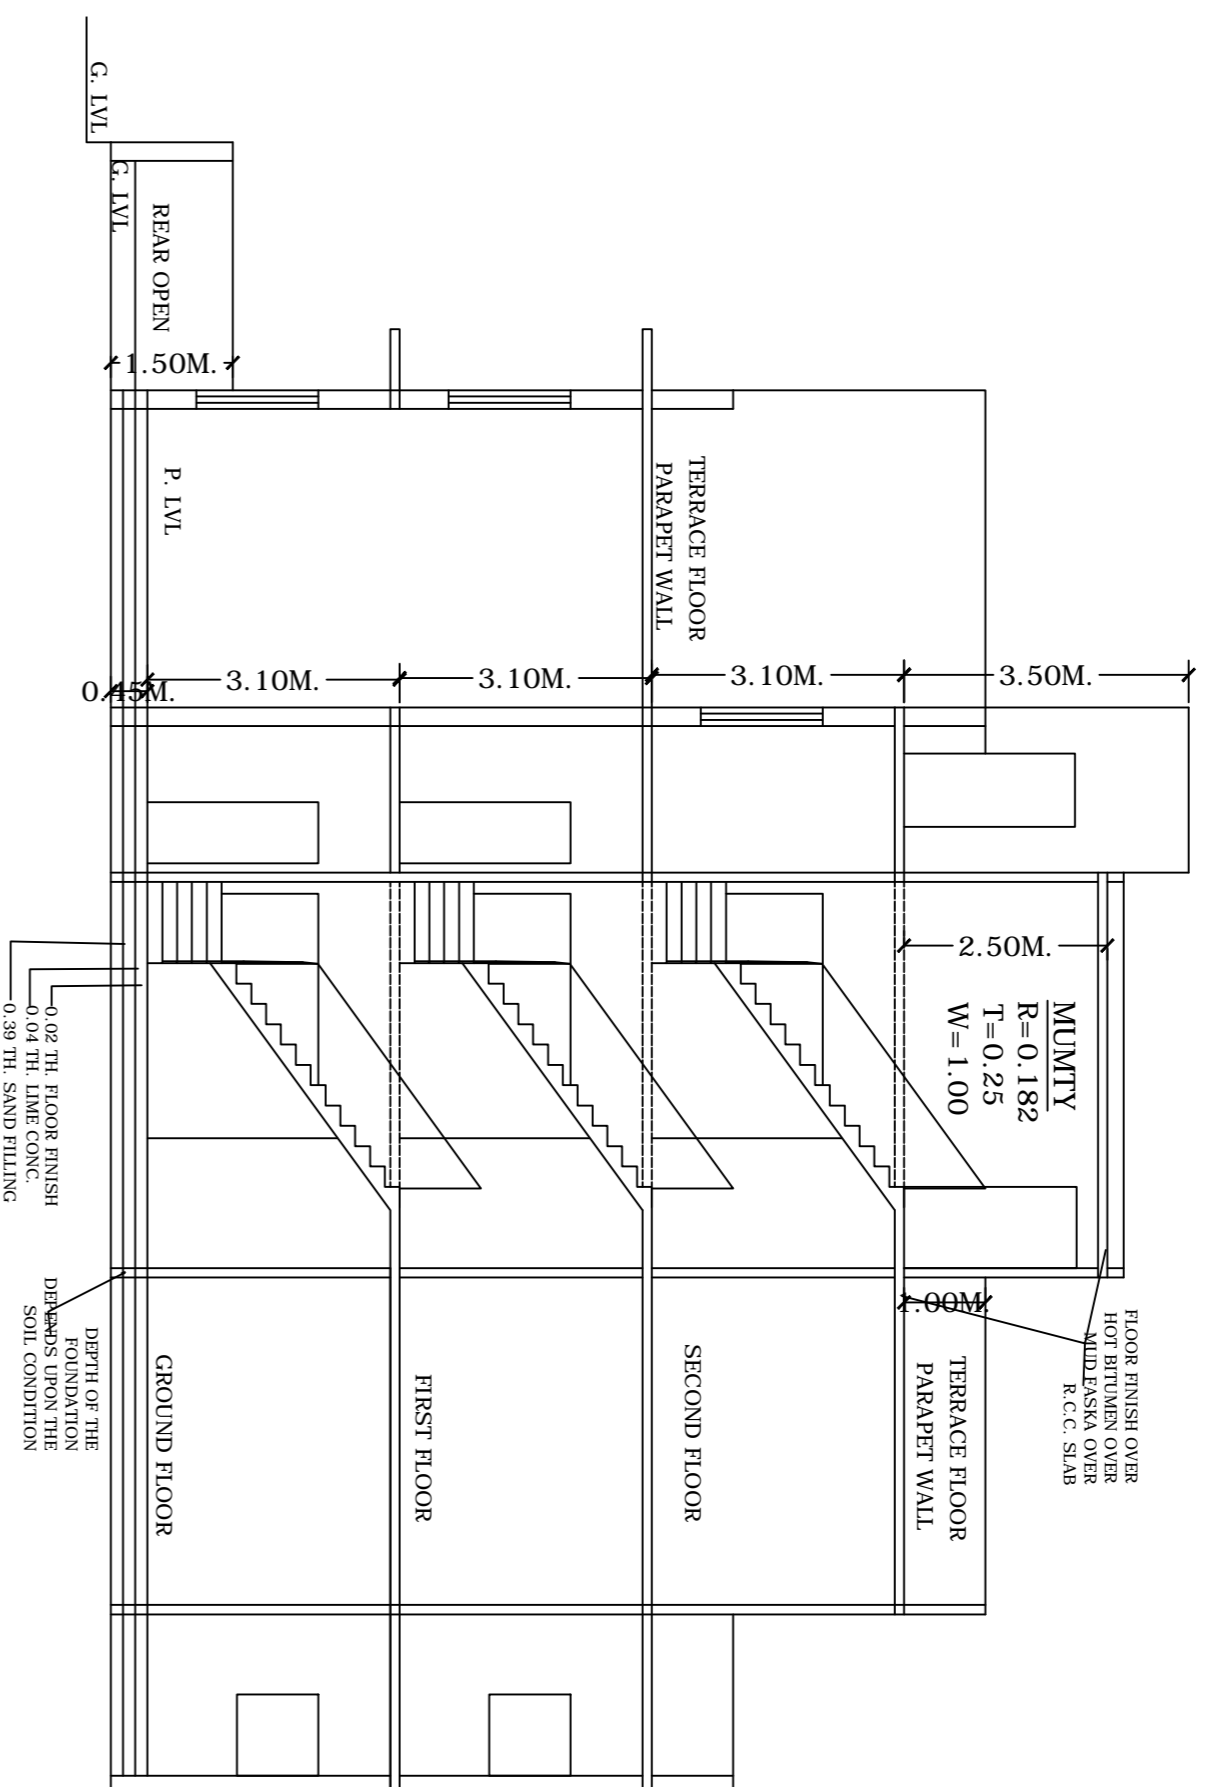 G. LVL
G. LVL
REAR OPEN
1.50M.
P. LVL
TERRACE FLOOR
PARAPET WALL
0.45M.
3.10M.
3.10M.
3.10M.
3.50M.
2.50M.
MUMTY
R=0.182
T=0.25
W=1.00
0.02 TH. FLOOR FINISH
0.04 TH. LIME CONC.
0.39 TH. SAND FILLING
DEPTH OF THE
FOUNDATION
DEPENDS UPON THE
SOIL CONDITION
1.00M.
FLOOR FINISH OVER
HOT BITUMEN OVER
MUD FASKA OVER
R.C.C. SLAB
TERRACE FLOOR
PARAPET WALL
SECOND FLOOR
FIRST FLOOR
GROUND FLOOR